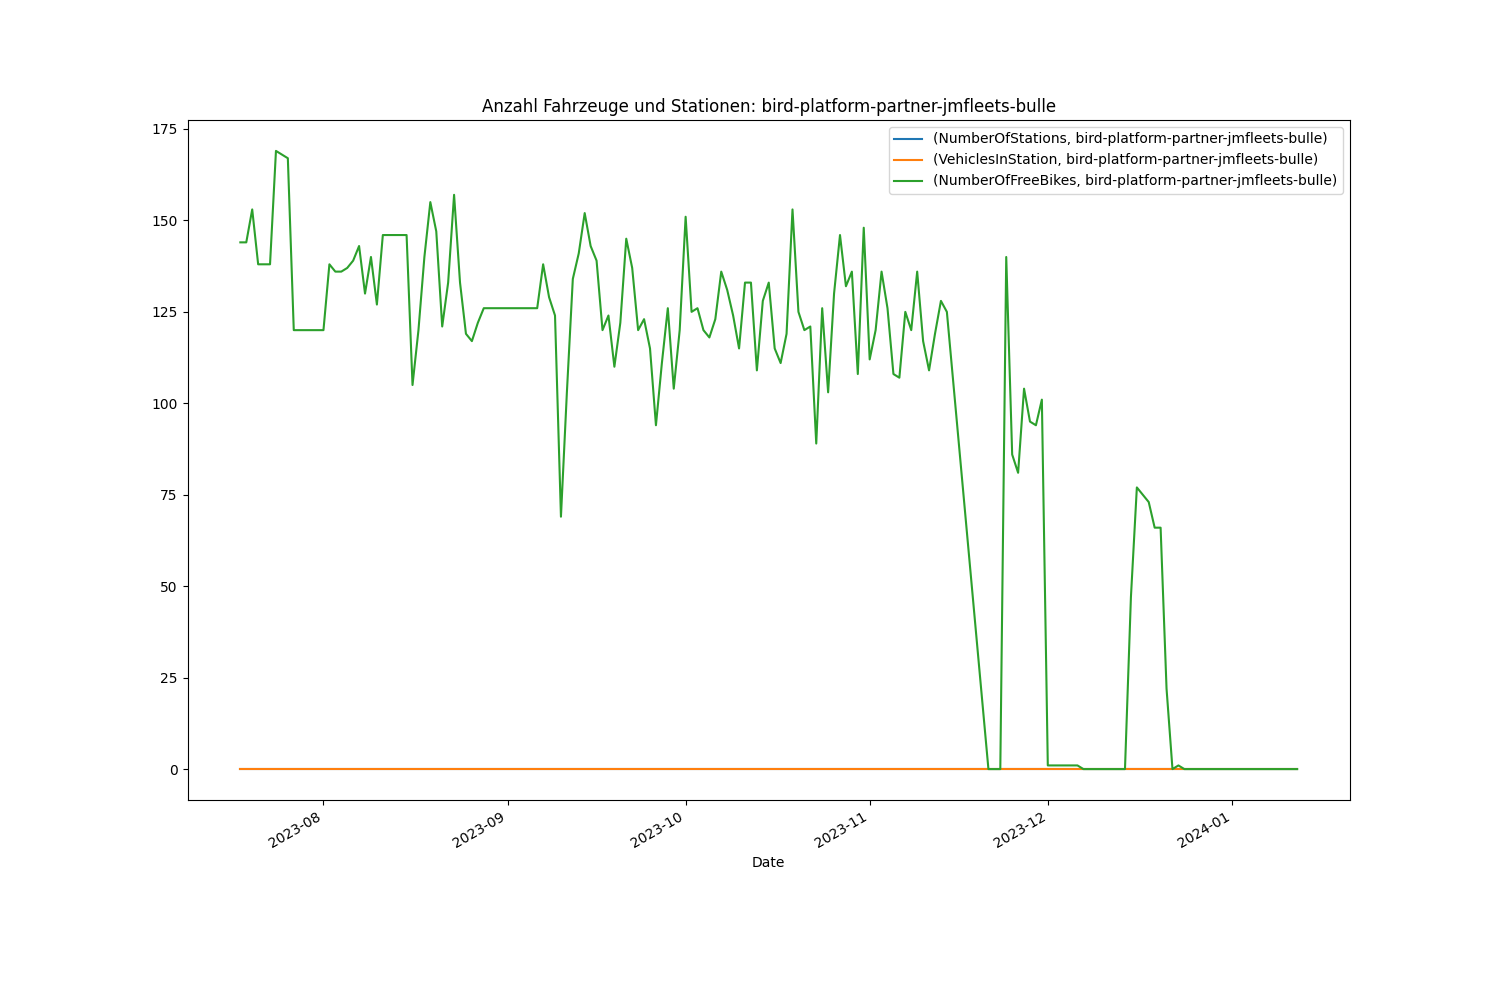 Anzahl Fahrzeuge und Stationen: bird-platform-partner-jmfleets-bulle
(NumberOfStations, bird-platform-partner-jmfleets-bulle)
(VehiclesInStation, bird-platform-partner-jmfleets-bulle)
(NumberOfFreeBikes, bird-platform-partner-jmfleets-bulle)
175
150
125
100
75
50
25
0
2023-08
2023-09
2023-10
2023-11
2023-12
2024-01
Date